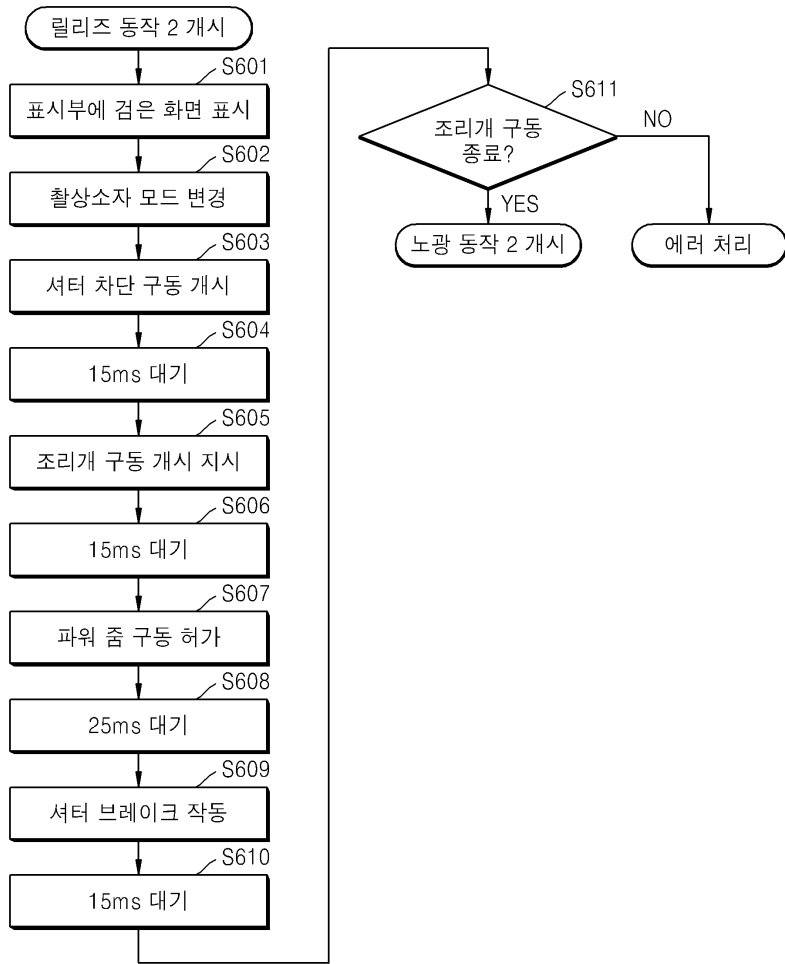 릴리즈 동작 2 개시
S601
표시부에 검은 화면 표시
S602
촬상소자 모드 변경
S603
셔터 차단 구동 개시
S604
15ms 대기
S605
조리개 구동 개시 지시
S606
15ms 대기
S607
파워 줌 구동 허가
S608
25ms 대기
S609
셔터 브레이크 작동
S610
15ms 대기
S611
조리개 구동
종료?
NO
YES
노광 동작 2 개시
에러 처리